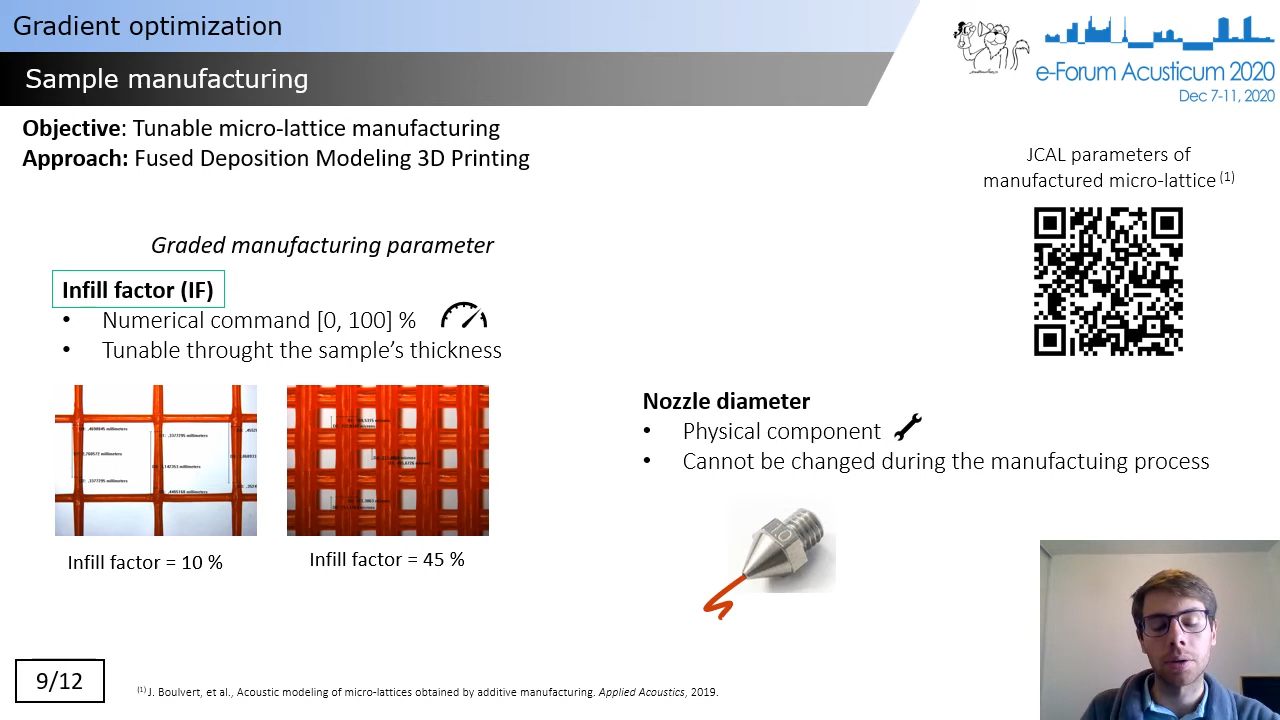 Gradient optimization
Sample manufacturing
e-Forum Acusticum 2020
Dec 7-11, 2020
Objective: Tunable micro-lattice manufacturing
Approach: Fused Deposition Modeling 3D Printing
JCAL parameters of
manufactured micro-lattice (1)
Graded manufacturing parameter
Infill factor (IF)
• Numerical command [0, 100] %
• Tunable throught the sample’s thickness
Infill factor = 10 %
Infill factor = 45 %
Nozzle diameter
• Physical component
• Cannot be changed during the manufactuing process
1.0
9/12
(1) J. Boulvert, et al., Acoustic modeling of micro-lattices obtained by additive manufacturing. Applied Acoustics, 2019.